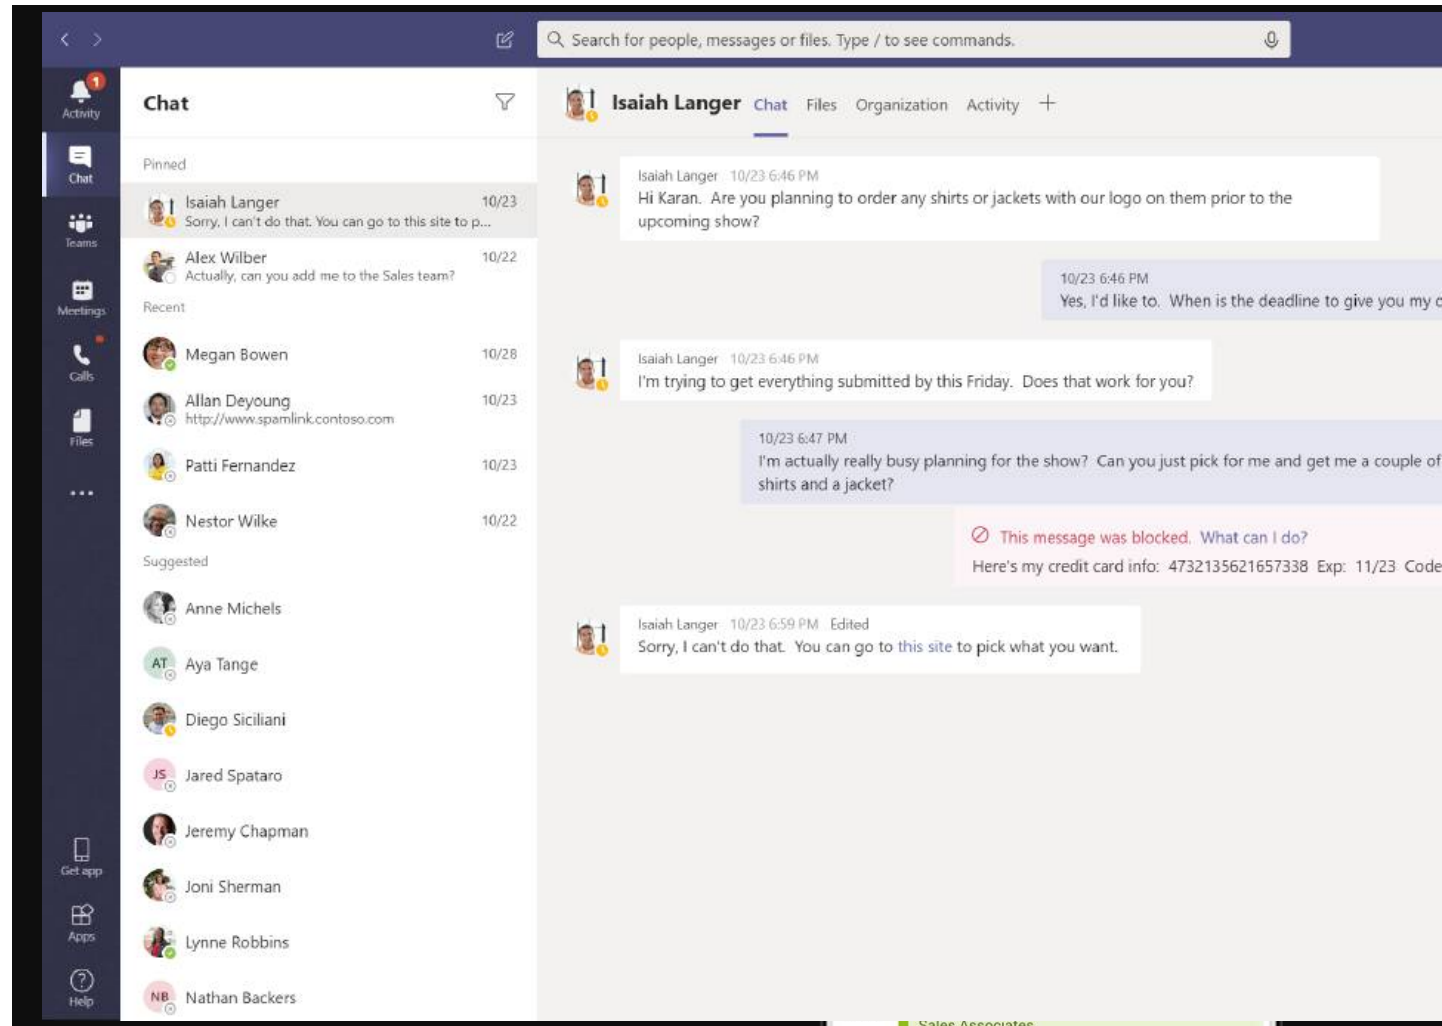 Search for people, messages or files. Type / to see commands.
1
Activity
Chat
Teams
Meetings
Calls
Files
Get app
Apps
Help
Chat
Pinned
Isaiah Langer 10/23
Sorry, I can't do that. You can go to this site to p...
Alex Wilber 10/22
Actually, can you add me to the Sales team?
Recent
Megan Bowen 10/28
Allan Deyoung 10/23
http://www.spamlink.contoso.com
Patti Fernandez 10/23
Nestor Wilke 10/22
Suggested
Anne Michels
AT Aya Tange
Diego Siciliani
JS Jared Spataro
Jeremy Chapman
Joni Sherman
Lynne Robbins
NB Nathan Backers
Isaiah Langer Chat Files Organization Activity +
Isaiah Langer 10/23 6:46 PM
Hi Karan. Are you planning to order any shirts or jackets with our logo on them prior to the
upcoming show?
10/23 6:46 PM
Yes, I'd like to. When is the deadline to give you my
Isaiah Langer 10/23 6:46 PM
I'm trying to get everything submitted by this Friday. Does that work for you?
10/23 6:47 PM
I'm actually really busy planning for the show? Can you just pick for me and get me a couple of
shirts and a jacket?
This message was blocked. What can I do?
Here's my credit card info: 4732135621657338 Exp: 11/23 Code
Isaiah Langer 10/23 6:59 PM Edited
Sorry, I can't do that. You can go to this site to pick what you want.
Sales Associates